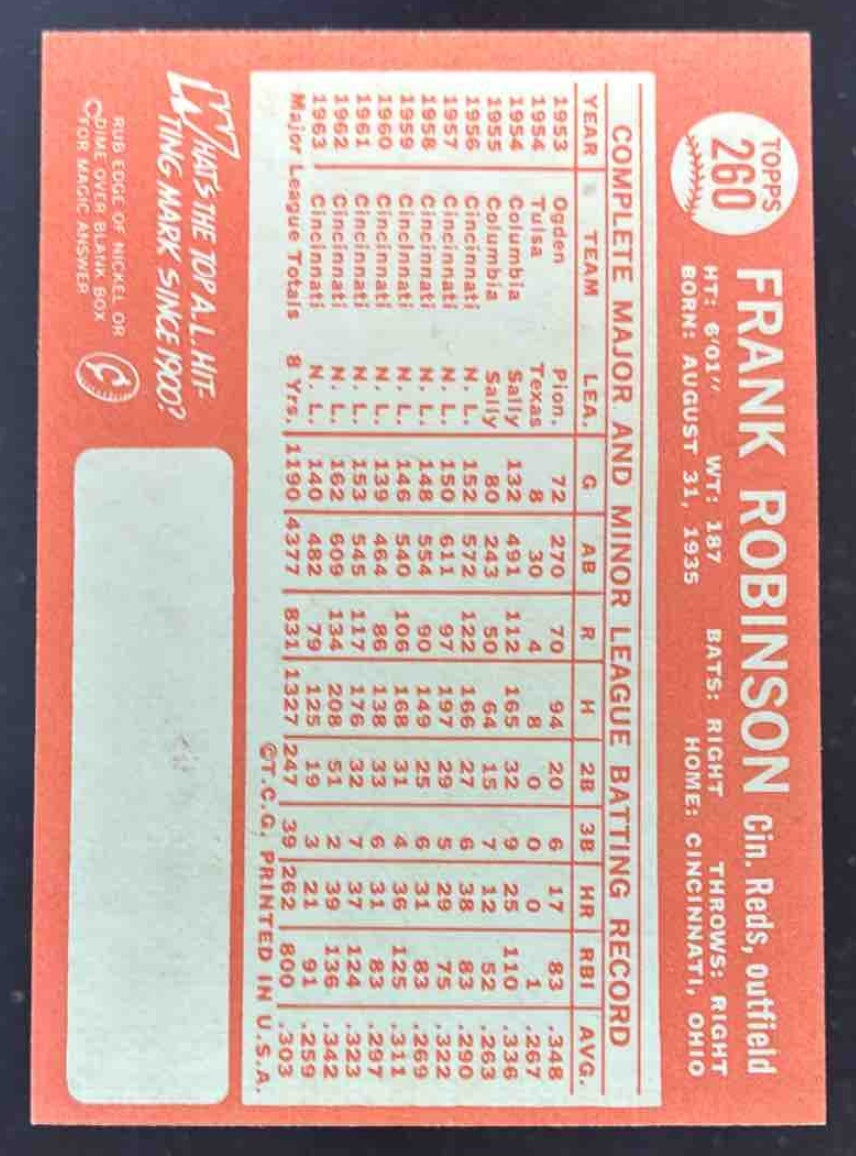 TOPPS
260
FRANK ROBINSON Cin. Reds, outfield
HT: 6'01" WT: 187 BATS: RIGHT THROWS: RIGHT
BORN: AUGUST 31, 1935 HOME: CINCINNATI, OHIO
COMPLETE MAJOR AND MINOR LEAGUE BATTING RECORD
YEAR TEAM LEA. G AB R H 2B 3B HR RBI AVG.
1953 Ogden Pion. 72 270 70 94 20 6 17 83 .348
1954 Tulsa Texas 8 30 4 8 0 0 0 1 .267
1954 Columbia Sally 132 491 112 165 32 9 25 110 .336
1955 Columbia Sally 80 243 50 64 15 7 12 52 .263
1956 Cincinnati N. L. 152 572 122 166 27 6 38 83 .290
1957 Cincinnati N. L. 150 611 97 197 29 5 29 75 .322
1958 Cincinnati N. L. 148 554 90 149 25 6 31 83 .269
1959 Cincinnati N. L. 146 540 106 168 31 4 36 125 .311
1960 Cincinnati N. L. 139 464 86 138 33 6 31 83 .297
1961 Cincinnati N. L. 153 545 117 176 32 7 37 124 .323
1962 Cincinnati N. L. 162 609 134 208 51 2 39 136 .342
1963 Cincinnati N. L. 140 482 79 125 19 3 21 91 .259
Major League Totals 8 Yrs. 1190 4377 831 1327 247 39 262 800 .303
©T.C.G. PRINTED IN U.S.A.
WHAT'S THE TOP A.L. HIT-
TING MARK SINCE 1900?
RUB EDGE OF NICKEL OR
DIME OVER BLANK BOX
FOR MAGIC ANSWER